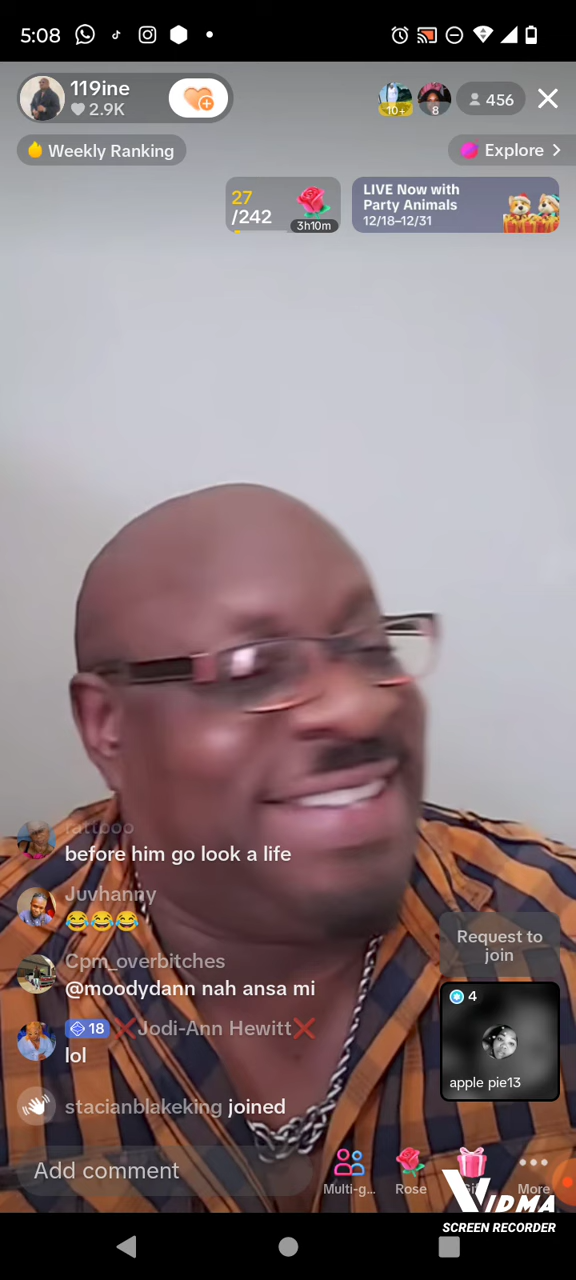 5:08
119ine
2.9K
10+
8
456
Weekly Ranking
Explore
27
/242
3h10m
LIVE Now with
Party Animals
12/18–12/31
before him go look a life
Juvhanny
Cpm_overbitches
@moodydann nah ansa mi
18 Jodi-Ann Hewitt
lol
stacianblakeking joined
Request to
join
4
apple pie13
Add comment
Multi-g...
Rose
More
VIDMA
SCREEN RECORDER